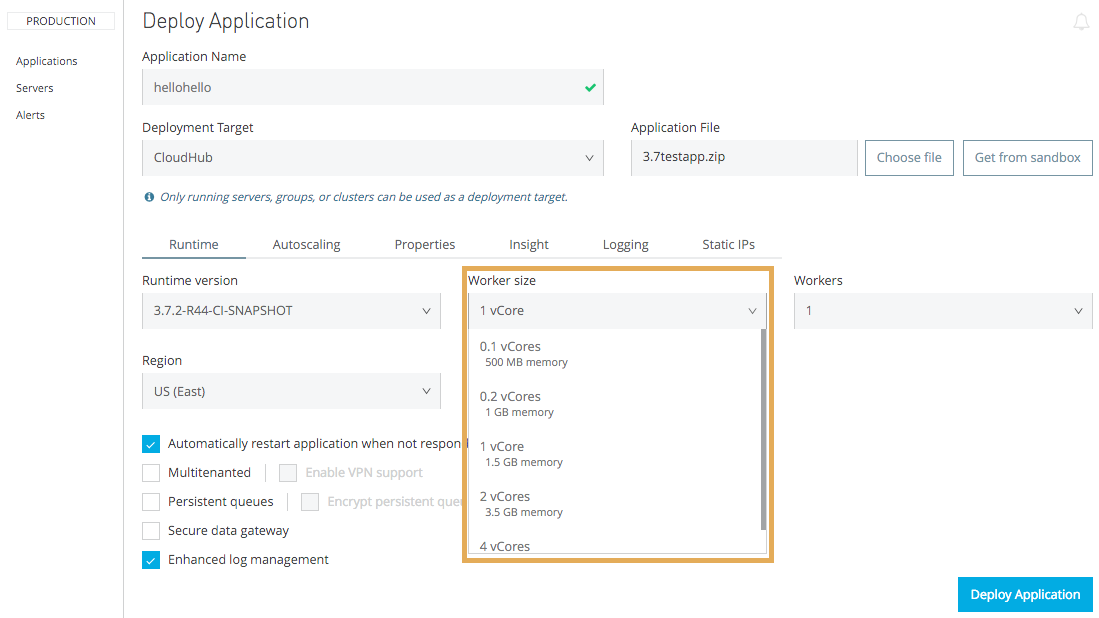 PRODUCTION
Applications
Servers
Alerts
Deploy Application
Application Name
hellohello
Deployment Target
Application File
CloudHub
3.7testapp.zip
Choose file
Get from sandbox
Only running servers, groups, or clusters can be used as a deployment target.
Runtime
Autoscaling
Properties
Insight
Logging
Static IPs
Runtime version
Worker size
Workers
3.7.2-R44-CI-SNAPSHOT
1 vCore
1
0.1 vCores
500 MB memory
0.2 vCores
1 GB memory
1 vCore
1.5 GB memory
2 vCores
3.5 GB memory
4 vCores
Region
US (East)
Automatically restart application when not respond
Multitenanted
Enable VPN support
Persistent queues
Encrypt persistent que
Secure data gateway
Enhanced log management
Deploy Application